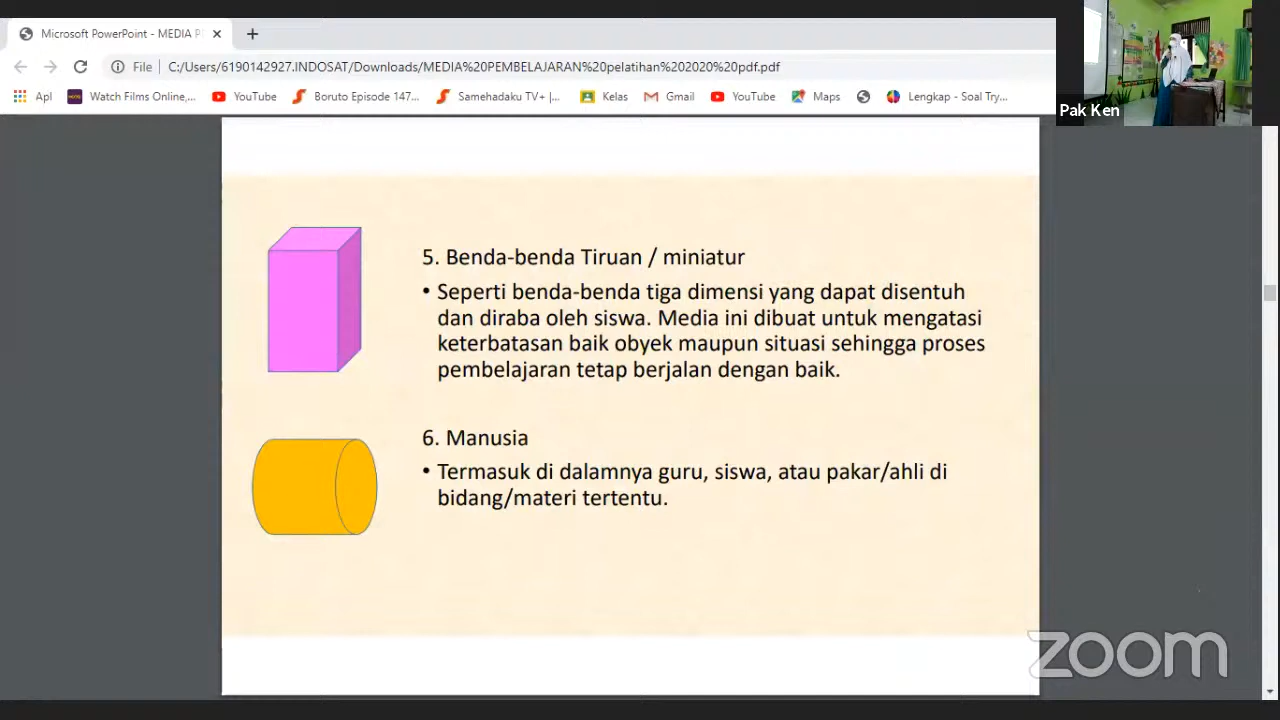 Microsoft PowerPoint - MEDIA P
File
C:/Users/6190142927.INDOSAT/Downloads/MEDIA%20PEMBELAJARAN%20pelatihan%202020%20pdf.pdf
Apl
Watch Films Online,...
YouTube
Boruto Episode 147...
Samehadaku TV+ |...
Kelas
Gmail
YouTube
Maps
Lengkap - Soal Try...
Pak Ken
5. Benda-benda Tiruan / miniatur
• Seperti benda-benda tiga dimensi yang dapat disentuh
dan diraba oleh siswa. Media ini dibuat untuk mengatasi
keterbatasan baik obyek maupun situasi sehingga proses
pembelajaran tetap berjalan dengan baik.
6. Manusia
• Termasuk di dalamnya guru, siswa, atau pakar/ahli di
bidang/materi tertentu.
zoom